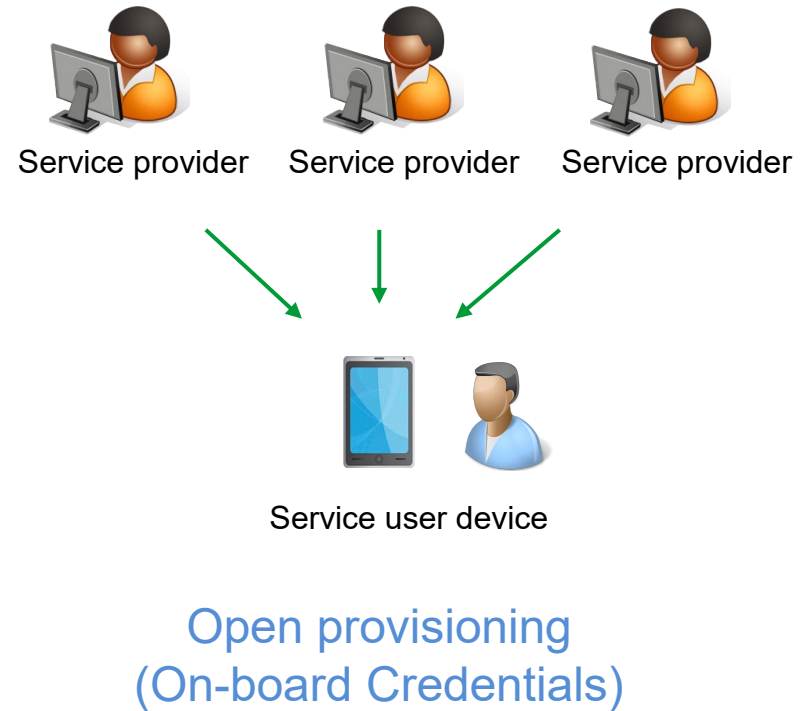 Service provider Service provider Service provider
Service user device
Open provisioning
(On-board Credentials)